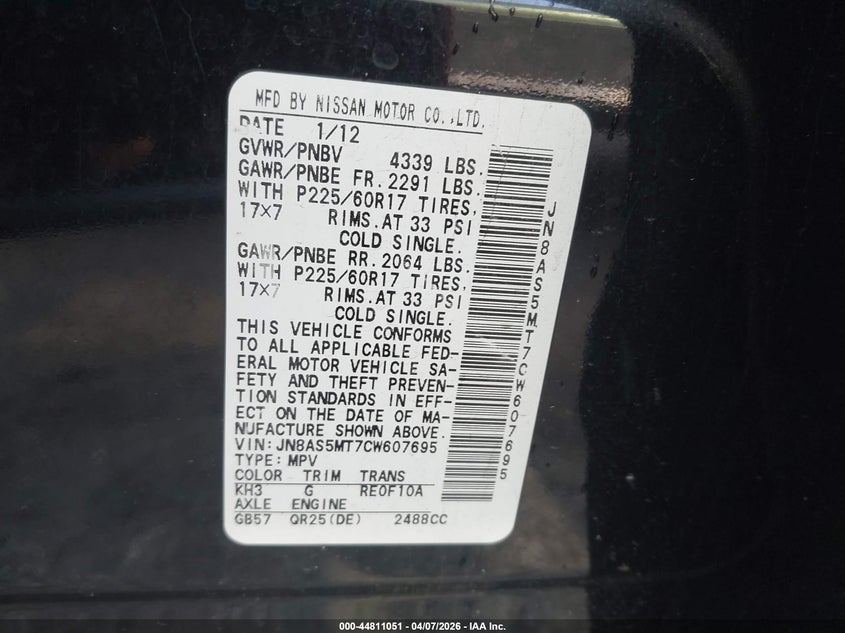 MFD BY NISSAN MOTOR CO.,LTD.
DATE 1/12
GVWR/PNBV 4339 LBS.
GAWR/PNBE FR.2291 LBS.
WITH P225/60R17 TIRES,
17×7 RIMS.AT 33 PSI
COLD SINGLE.
GAWR/PNBE RR.2064 LBS.
WITH P225/60R17 TIRES,
17×7 RIMS.AT 33 PSI
COLD SINGLE.
THIS VEHICLE CONFORMS
TO ALL APPLICABLE FED-
ERAL MOTOR VEHICLE SA-
FETY AND THEFT PREVEN-
TION STANDARDS IN EFF-
ECT ON THE DATE OF MA-
NUFACTURE SHOWN ABOVE.
VIN:JN8AS5MT7CW607695
TYPE:MPV
COLOR TRIM TRANS
KH3 G RE0F10A
AXLE ENGINE
GB57 QR25(DE) 2488CC
JN8AS5MT7CW607695
000-44811051 - 04/07/2026 - IAA Inc.